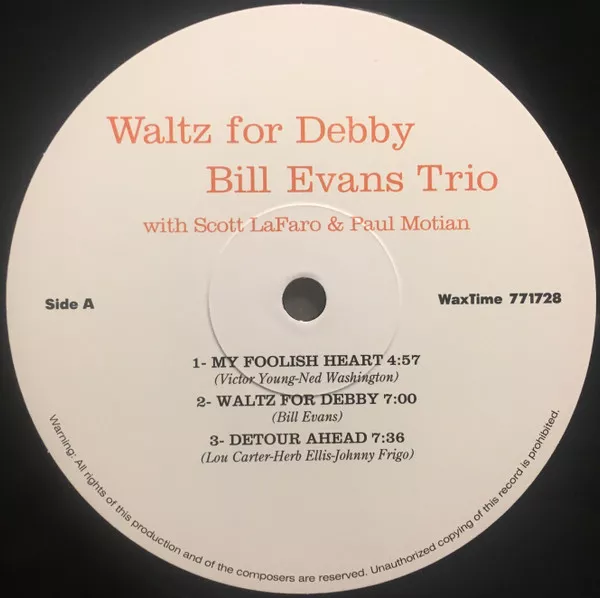 Waltz for Debby
Bill Evans Trio
with Scott LaFaro & Paul Motian
Side A
WaxTime 771728
1- MY FOOLISH HEART 4:57
(Victor Young-Ned Washington)
2- WALTZ FOR DEBBY 7:00
(Bill Evans)
3- DETOUR AHEAD 7:36
(Lou Carter-Herb Ellis-Johnny Frigo)
Warning: All rights of this production and of the composers are reserved. Unauthorized copying of this record is prohibited.